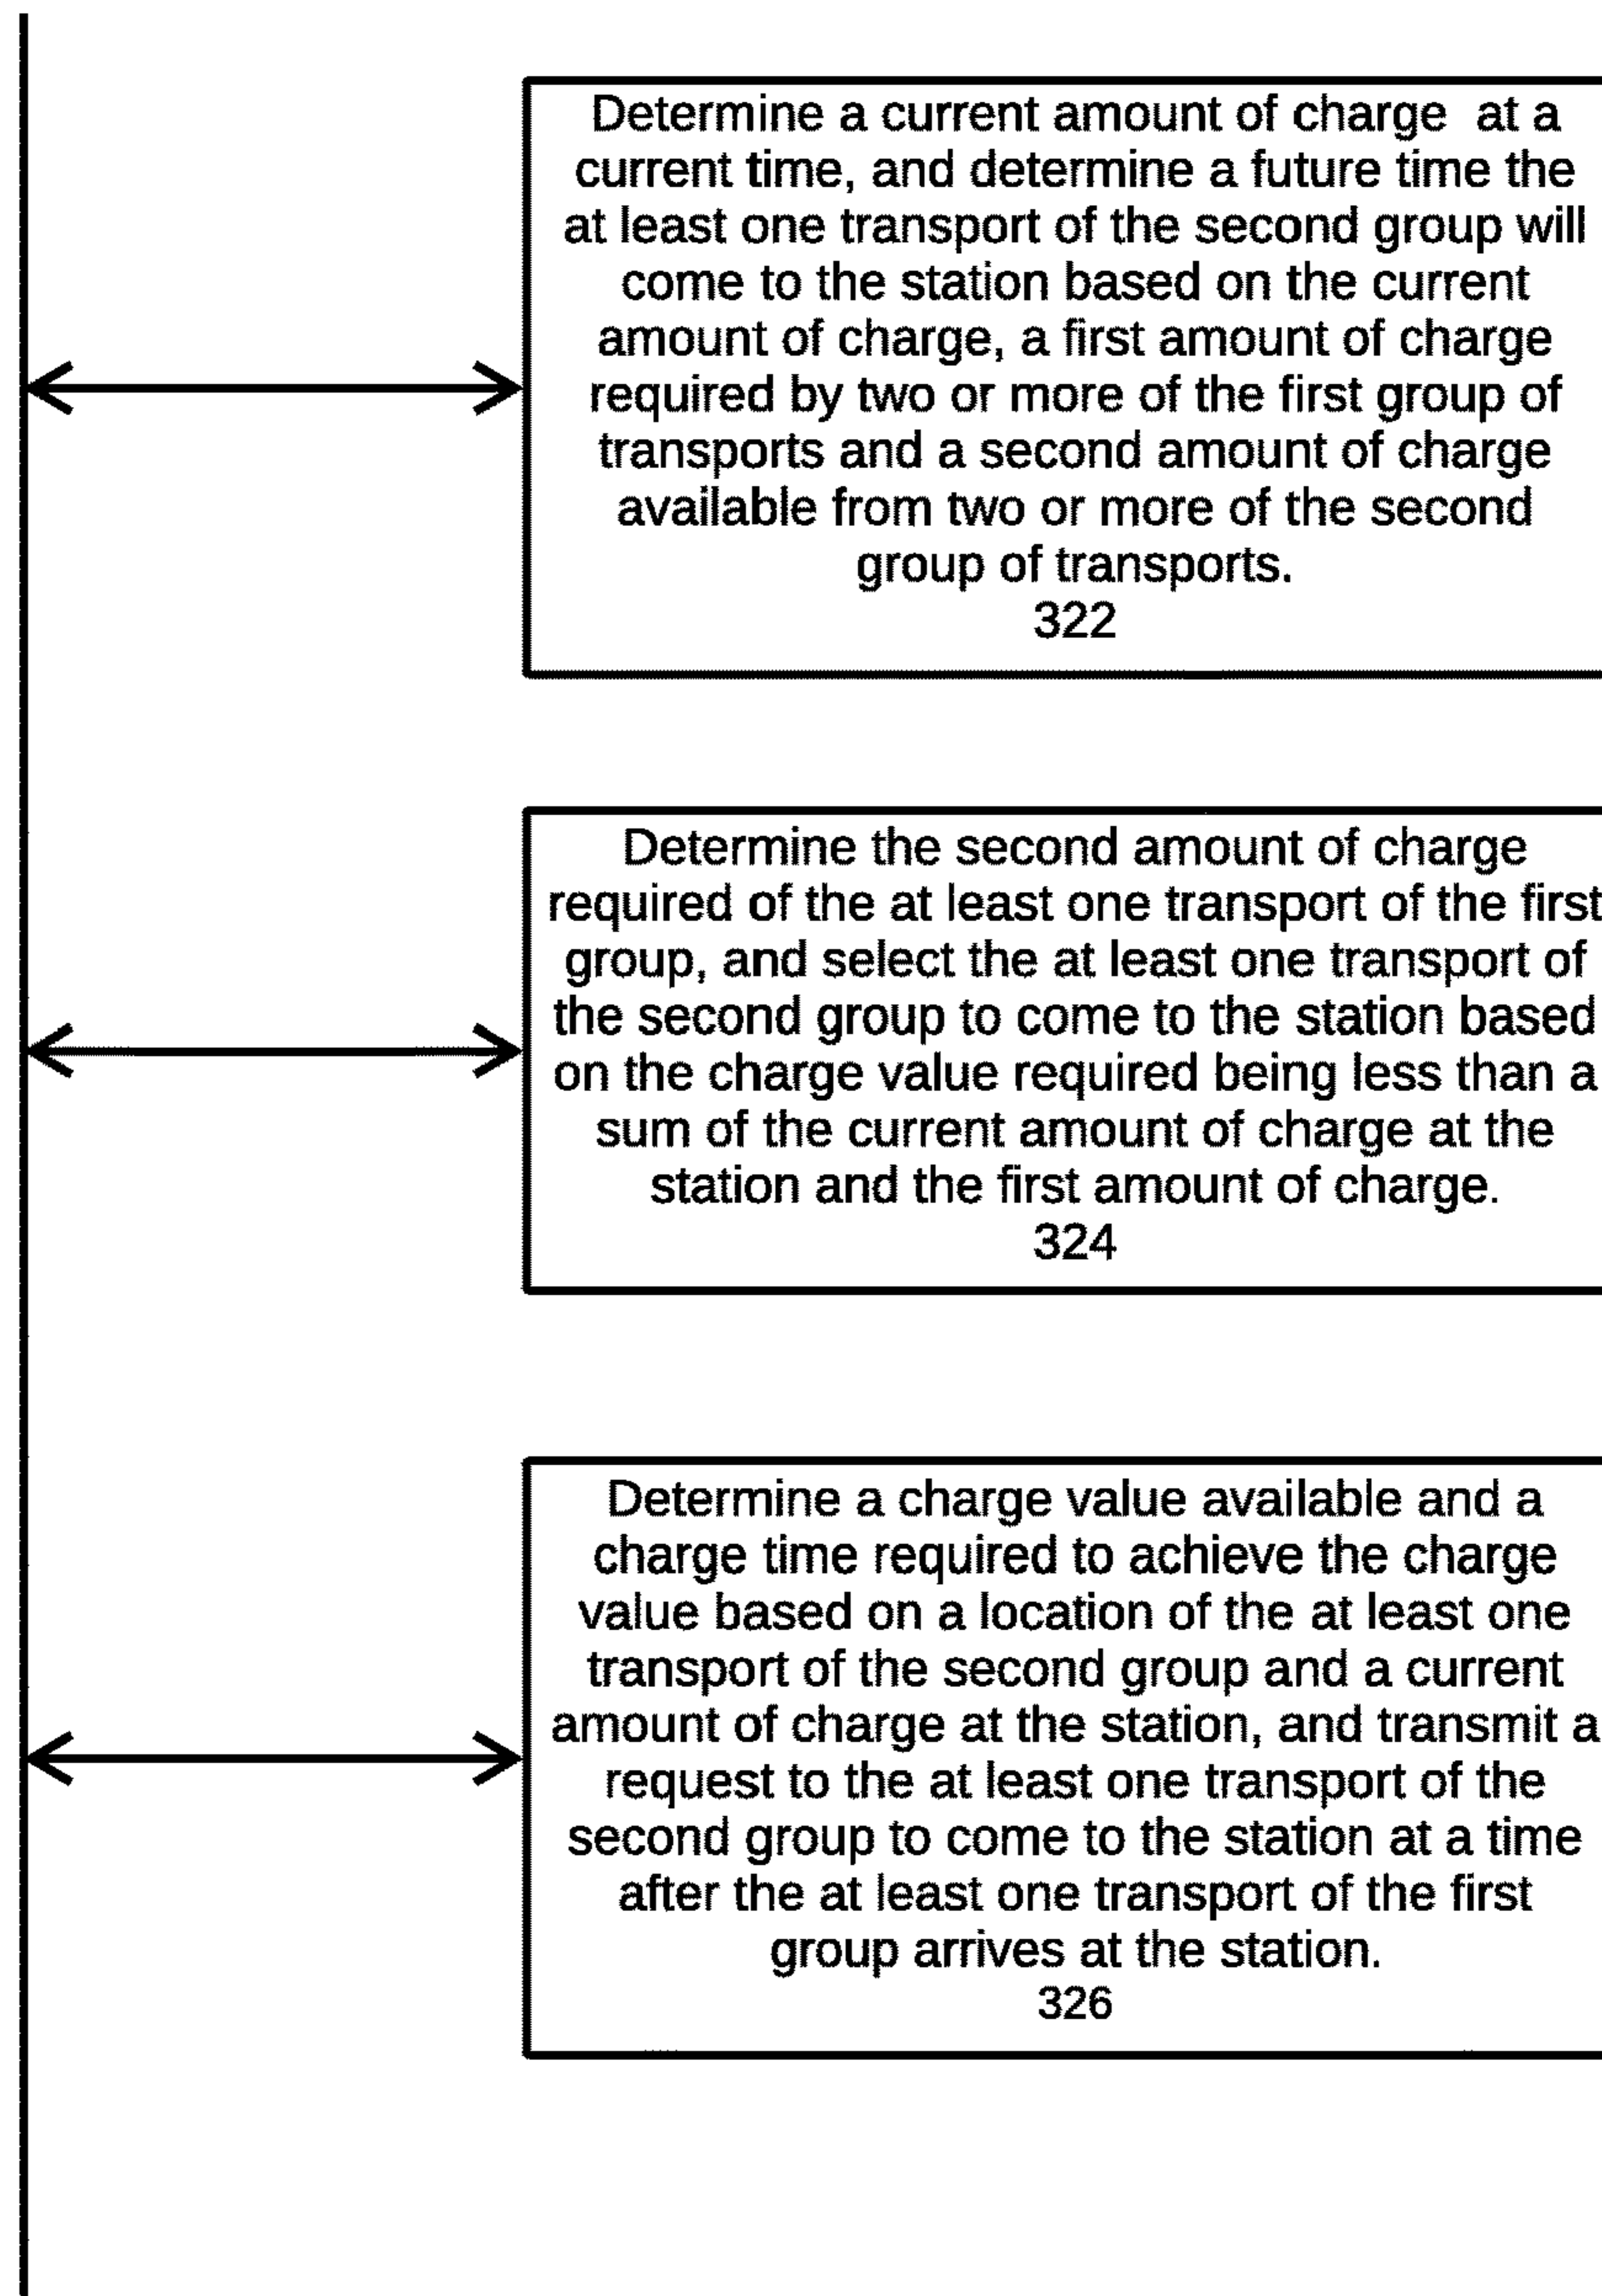 Determine a current amount of charge at a
current time, and determine a future time the
at least one transport of the second group will
come to the station based on the current
amount of charge, a first amount of charge
required by two or more of the first group of
transports and a second amount of charge
available from two or more of the second
group of transports.
322
Determine the second amount of charge
required of the at least one transport of the first
group, and select the at least one transport of
the second group to come to the station based
on the charge value required being less than a
sum of the current amount of charge at the
station and the first amount of charge.
324
Determine a charge value available and a
charge time required to achieve the charge
value based on a location of the at least one
transport of the second group and a current
amount of charge at the station, and transmit a
request to the at least one transport of the
second group to come to the station at a time
after the at least one transport of the first
group arrives at the station.
326